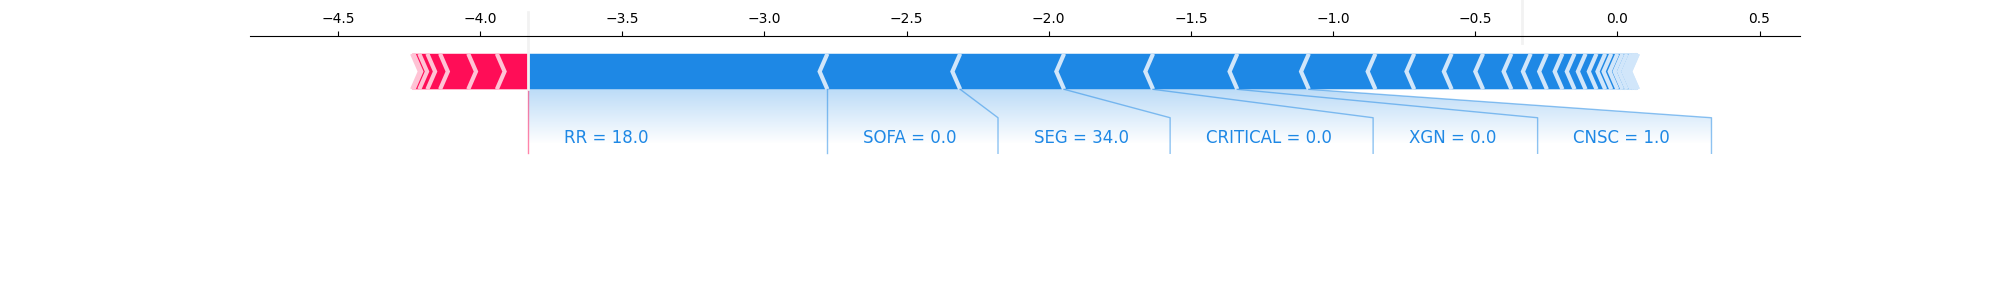 −4.5 −4.0 −3.5 −3.0 −2.5 −2.0 −1.5 −1.0 −0.5 0.0 0.5
RR = 18.0 SOFA = 0.0 SEG = 34.0 CRITICAL = 0.0 XGN = 0.0 CNSC = 1.0